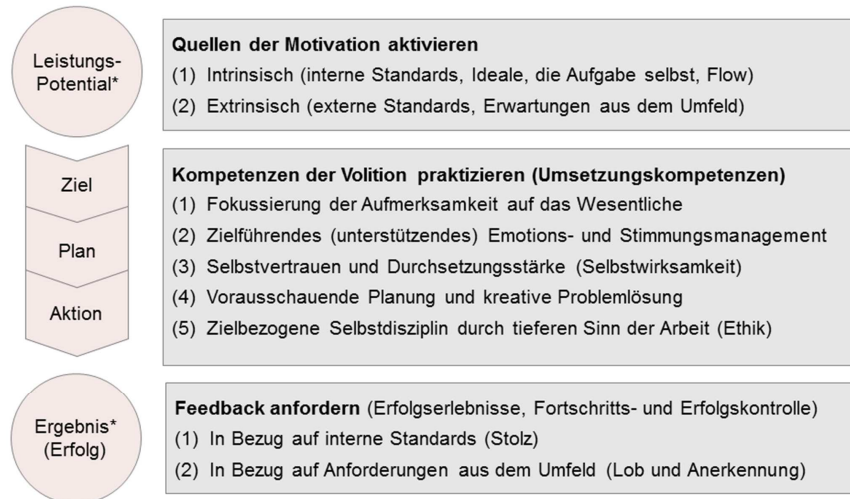 Leistungs-
Potential*
Quellen der Motivation aktivieren
(1) Intrinsisch (interne Standards, Ideale, die Aufgabe selbst, Flow)
(2) Extrinsisch (externe Standards, Erwartungen aus dem Umfeld)
Ziel
Plan
Aktion
Kompetenzen der Volition praktizieren (Umsetzungskompetenzen)
(1) Fokussierung der Aufmerksamkeit auf das Wesentliche
(2) Zielführendes (unterstützendes) Emotions- und Stimmungsmanagement
(3) Selbstvertrauen und Durchsetzungsstärke (Selbstwirksamkeit)
(4) Vorausschauende Planung und kreative Problemlösung
(5) Zielbezogene Selbstdisziplin durch tieferen Sinn der Arbeit (Ethik)
Ergebnis*
(Erfolg)
Feedback anfordern (Erfolgserlebnisse, Fortschritts- und Erfolgskontrolle)
(1) In Bezug auf interne Standards (Stolz)
(2) In Bezug auf Anforderungen aus dem Umfeld (Lob und Anerkennung)